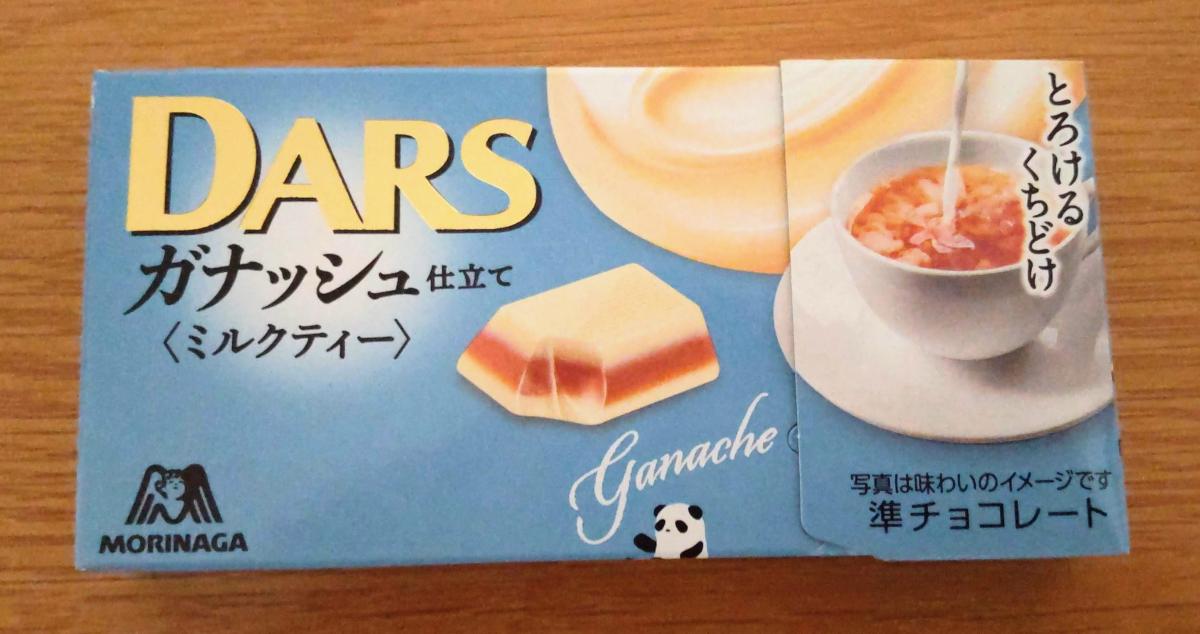 DARS
ガナッシュ仕立て
〈ミルクティー〉
とろける
くちどけ
Ganache
MORINAGA
写真は味わいのイメージです
準チョコレート